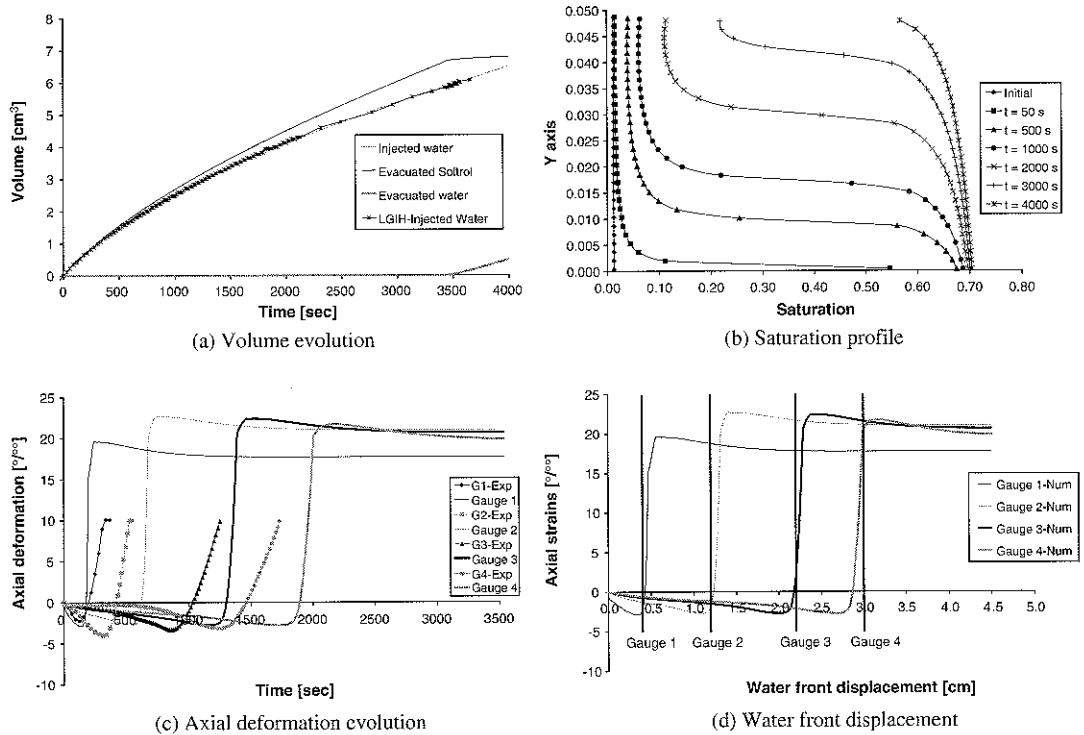 8
7
6
5
4
3
2
1
0
Volume [cm³]
0 500 1000 1500 2000 2500 3000 3500 4000
Time [sec]
Injected water
Evacuated Soltrol
Evacuated water
LGIH-Injected Water
(a) Volume evolution
0.050
0.045
0.040
0.035
0.030
0.025
0.020
0.015
0.010
0.005
0.000
Y axis
0.00 0.10 0.20 0.30 0.40 0.50 0.60 0.70 0.80
Saturation
Initial
t = 50 s
t = 500 s
t = 1000 s
t = 2000 s
t = 3000 s
t = 4000 s
(b) Saturation profile
25
20
15
10
5
0
-5
-10
Axial deformation [°/°°]
0 500 1000 1500 2000 2500 3000 3500
Time [sec]
G1-Exp
Gauge 1
G2-Exp
Gauge 2
G3-Exp
Gauge 3
G4-Exp
Gauge 4
(c) Axial deformation evolution
25
20
15
10
5
0
-5
-10
Axial strains [°/°°]
0.0 0.5 1.0 1.5 2.0 2.5 3.0 3.5 4.0 4.5 5.0
Gauge 1 Gauge 2 Gauge 3 Gauge 4
Water front displacement [cm]
Gauge 1-Num
Gauge 2-Num
Gauge 3-Num
Gauge 4-Num
(d) Water front displacement